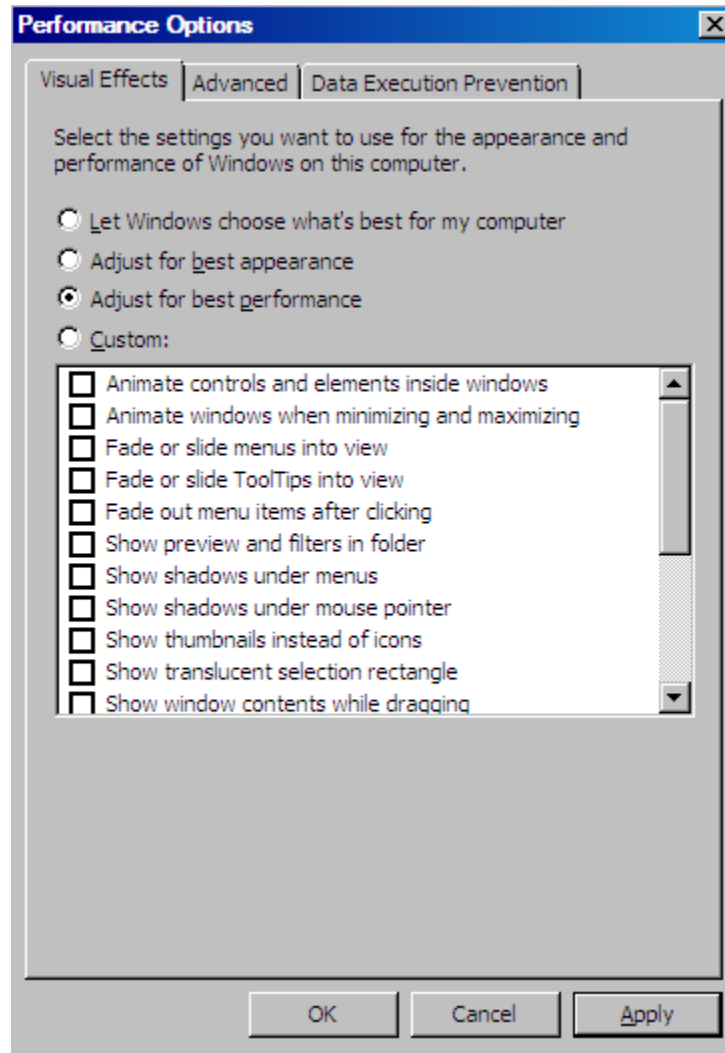 Performance Options
Visual Effects
Advanced
Data Execution Prevention
Select the settings you want to use for the appearance and
performance of Windows on this computer.
Let Windows choose what's best for my computer
Adjust for best appearance
Adjust for best performance
Custom:
Animate controls and elements inside windows
Animate windows when minimizing and maximizing
Fade or slide menus into view
Fade or slide ToolTips into view
Fade out menu items after clicking
Show preview and filters in folder
Show shadows under menus
Show shadows under mouse pointer
Show thumbnails instead of icons
Show translucent selection rectangle
Show window contents while dragging
OK
Cancel
Apply